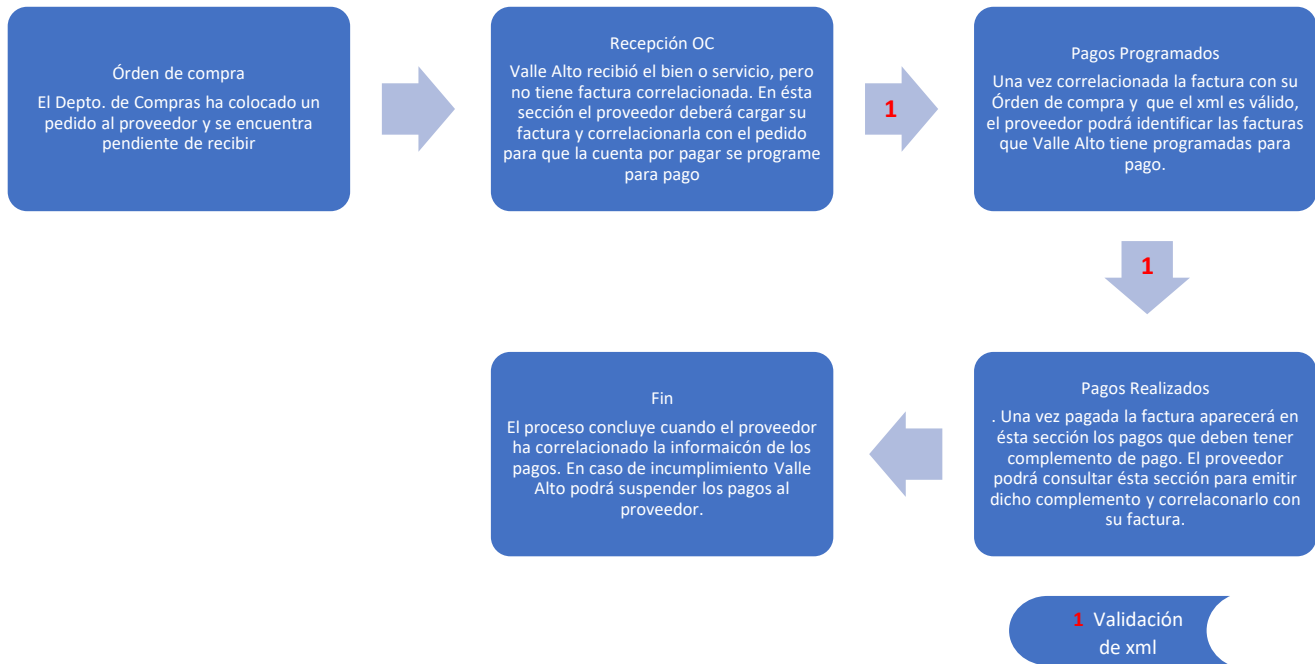 Órden de compra
El Depto. de Compras ha colocado un
pedido al proveedor y se encuentra
pendiente de recibir
Recepción OC
Valle Alto recibió el bien o servicio, pero
no tiene factura correlacionada. En ésta
sección el proveedor deberá cargar su
factura y correlacionarla con el pedido
para que la cuenta por pagar se programe
para pago
1
Pagos Programados
Una vez correlacionada la factura con su
Órden de compra y que el xml es válido,
el proveedor podrá identificar las facturas
que Valle Alto tiene programadas para
pago.
1
Pagos Realizados
. Una vez pagada la factura aparecerá en
ésta sección los pagos que deben tener
complemento de pago. El proveedor
podrá consultar ésta sección para emitir
dicho complemento y correlaconarlo con
su factura.
Fin
El proceso concluye cuando el proveedor
ha correlacionado la informaicón de los
pagos. En caso de incumplimiento Valle
Alto podrá suspender los pagos al
proveedor.
1 Validación
de xml